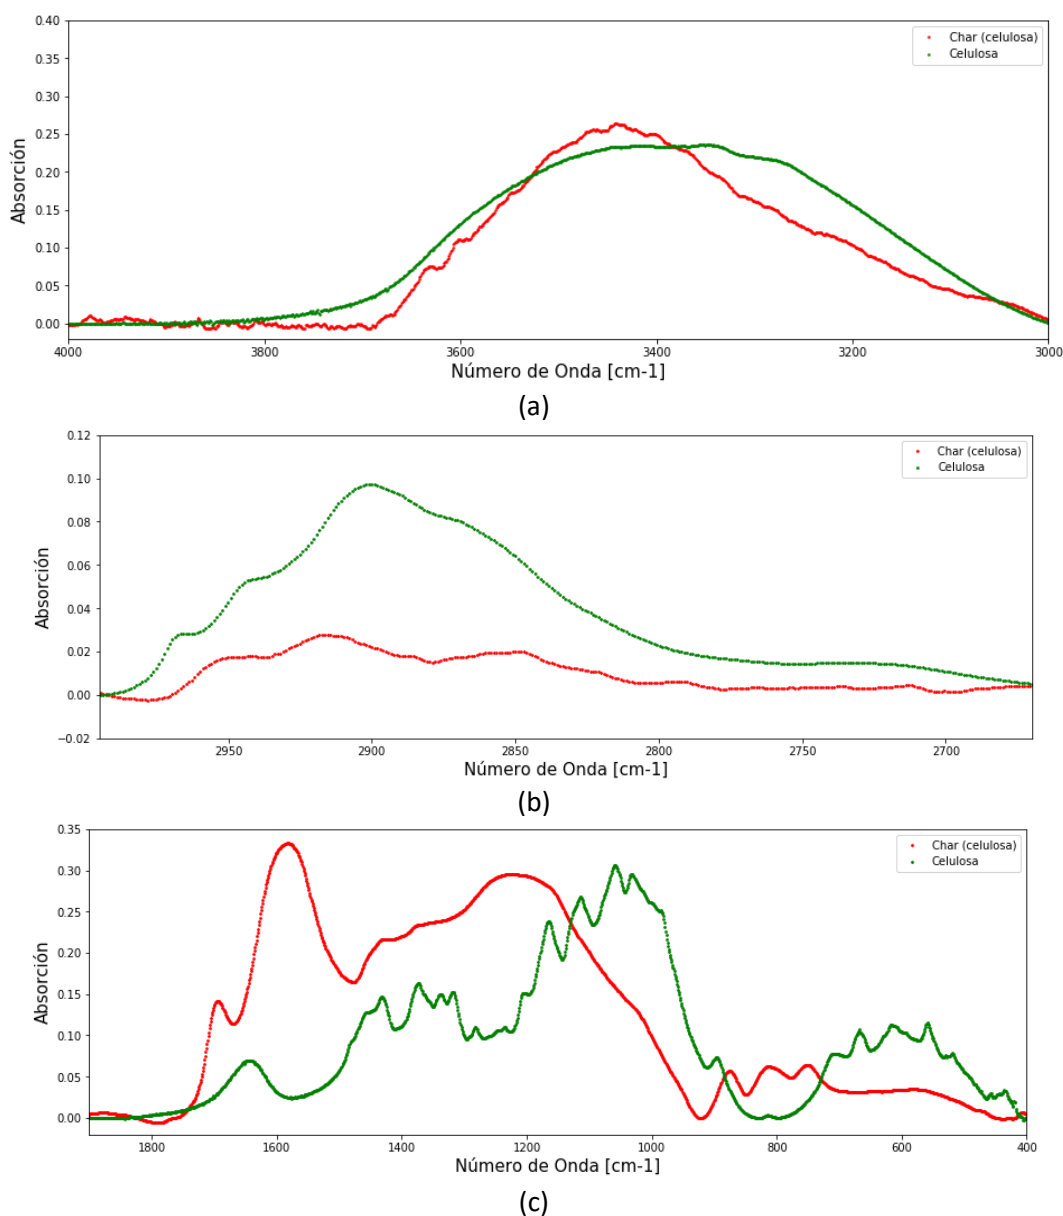 0.40
0.35
0.30
0.25
0.20
0.15
0.10
0.05
0.00
Absorción
Char (celulosa)
Celulosa
4000 3800 3600 3400 3200 3000
Número de Onda [cm-1]
(a)
0.12
0.10
0.08
0.06
0.04
0.02
0.00
−0.02
Absorción
Char (celulosa)
Celulosa
2950 2900 2850 2800 2750 2700
Número de Onda [cm-1]
(b)
0.35
0.30
0.25
0.20
0.15
0.10
0.05
0.00
Absorción
Char (celulosa)
Celulosa
1800 1600 1400 1200 1000 800 600 400
Número de Onda [cm-1]
(c)